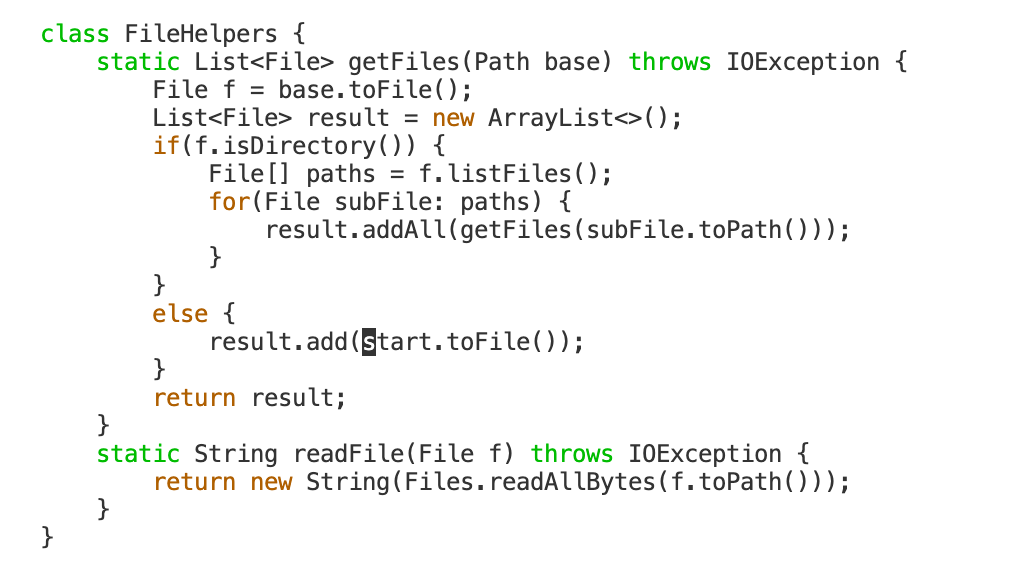 class FileHelpers {
    static List<File> getFiles(Path base) throws IOException {
        File f = base.toFile();
        List<File> result = new ArrayList<>();
        if(f.isDirectory()) {
            File[] paths = f.listFiles();
            for(File subFile: paths) {
                result.addAll(getFiles(subFile.toPath()));
            }
        }
        else {
            result.add(start.toFile());
        }
        return result;
    }
    static String readFile(File f) throws IOException {
        return new String(Files.readAllBytes(f.toPath()));
    }
}